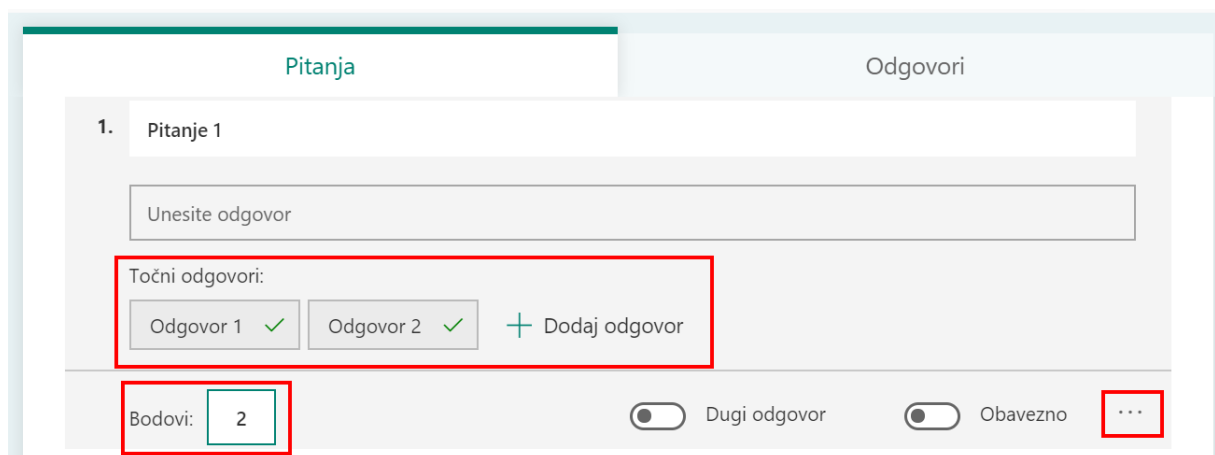 Pitanja Odgovori
1. Pitanje 1
Unesite odgovor
Točni odgovori:
Odgovor 1 Odgovor 2 Dodaj odgovor
Bodovi: 2 Dugi odgovor Obavezno ...